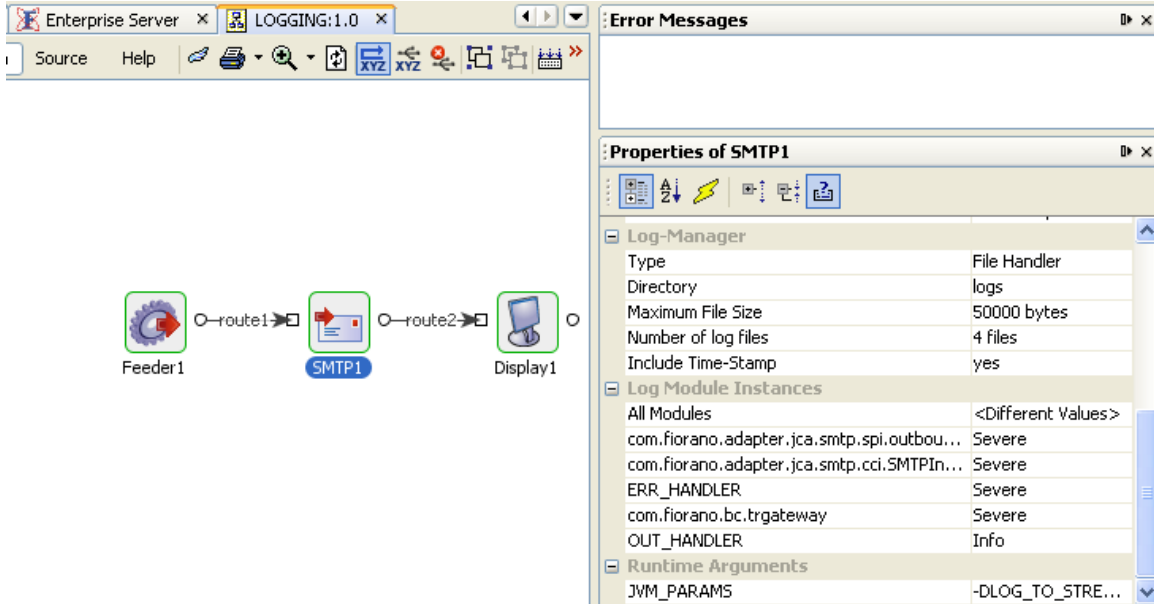 Enterprise Server
LOGGING:1.0
Source Help
XYZ XYZ
Feeder1
route1
SMTP1
route2
Display1
Error Messages
Properties of SMTP1
Log-Manager
Type File Handler
Directory logs
Maximum File Size 50000 bytes
Number of log files 4 files
Include Time-Stamp yes
Log Module Instances
All Modules <Different Values>
com.fiorano.adapter.jca.smtp.spi.outbou... Severe
com.fiorano.adapter.jca.smtp.cci.SMTPIn... Severe
ERR_HANDLER Severe
com.fiorano.bc.trgateway Severe
OUT_HANDLER Info
Runtime Arguments
JVM_PARAMS -DLOG_TO_STRE...